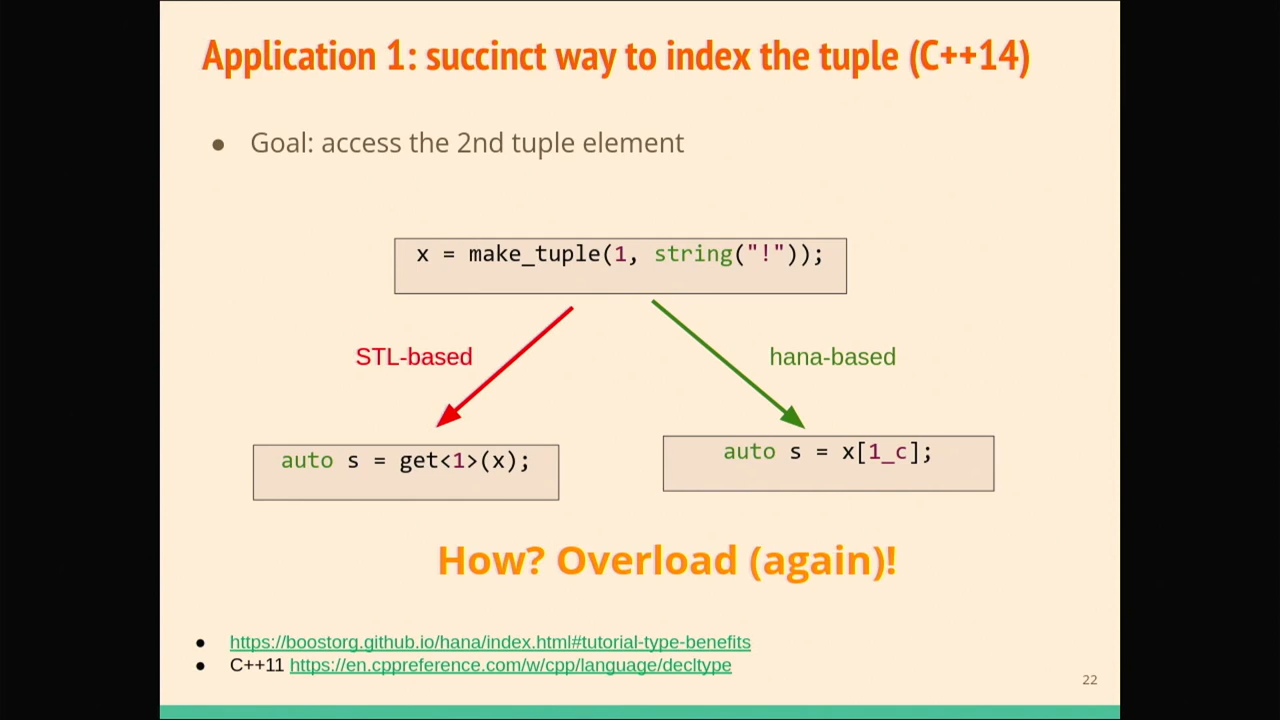 Application 1: succinct way to index the tuple (C++14)
● Goal: access the 2nd tuple element
x = make_tuple(1, string("!"));
STL-based
hana-based
auto s = get<1>(x);
auto s = x[1_c];
How? Overload (again)!
● https://boostorg.github.io/hana/index.html#tutorial-type-benefits
● C++11 https://en.cppreference.com/w/cpp/language/decltype
22